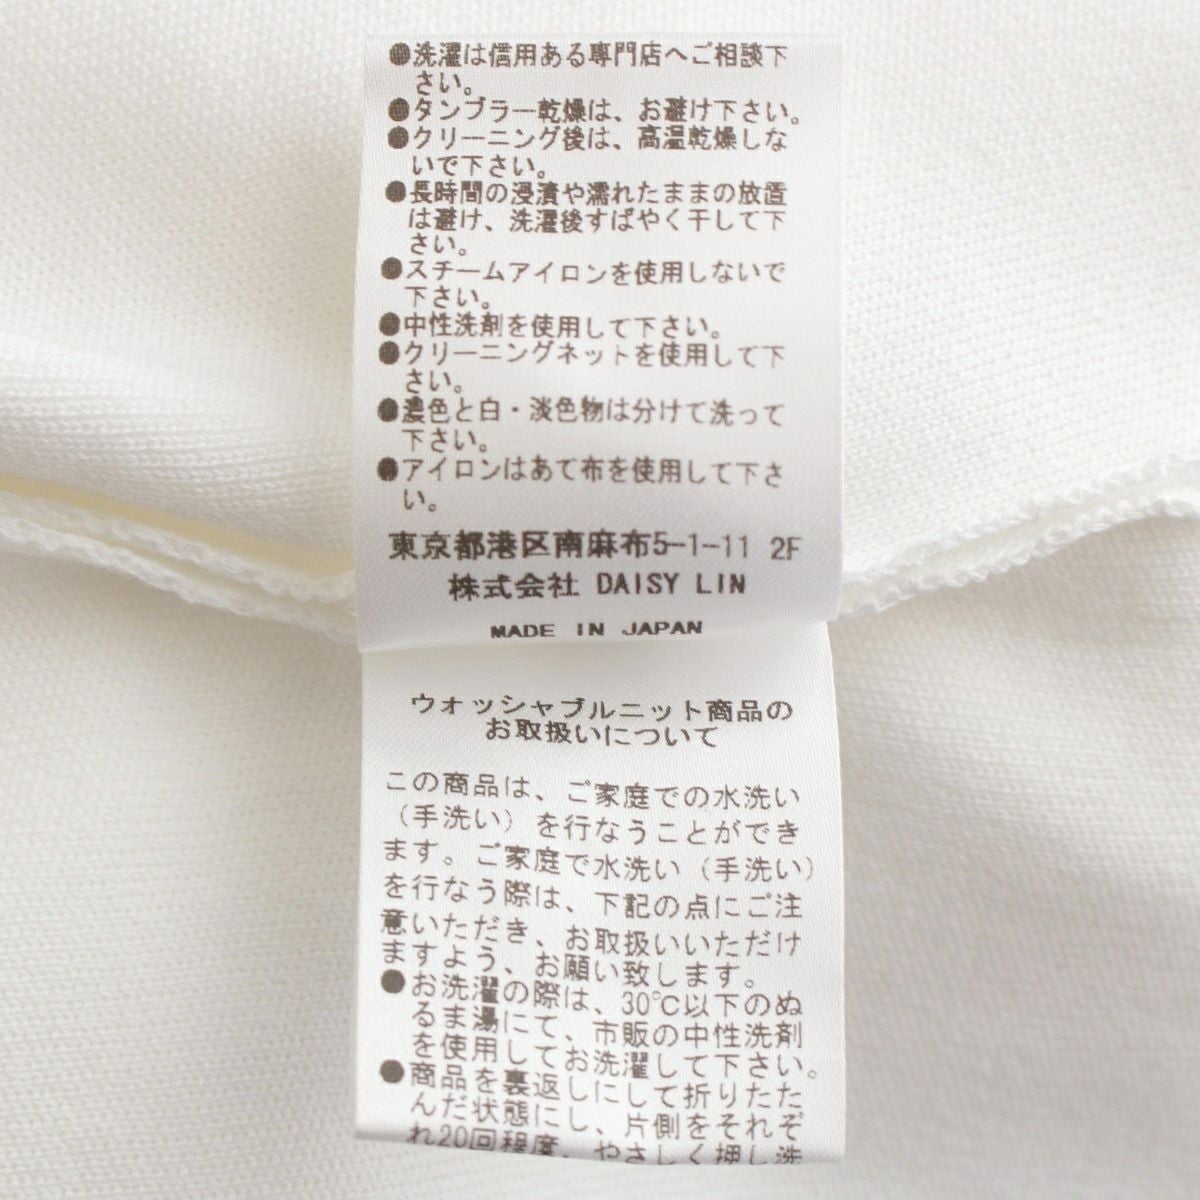 ●洗濯は信用ある専門店へご相談下
さい。
●タンブラー乾燥は、お避け下さい。
●クリーニング後は、高温乾燥しな
いで下さい。
●長時間の浸漬や濡れたままの放置
は避け、洗濯後すばやく干して下
さい。
●スチームアイロンを使用しないで
下さい。
●中性洗剤を使用して下さい。
●クリーニングネットを使用して下
さい。
●濃色と白・淡色物は分けて洗って
下さい。
●アイロンはあて布を使用して下さ
い。
東京都港区南麻布5-1-11 2F
株式会社 DAISY LIN
MADE IN JAPAN
ウォッシャブルニット商品の
お取扱いについて
この商品は、ご家庭での水洗い
(手洗い)を行なうことができ
ます。ご家庭で水洗い(手洗い)
を行なう際は、下記の点にご注
意いただき、お取扱いいただけ
ますよう、お願い致します。
●お洗濯の際は、30℃以下のぬ
るま湯にて、市販の中性洗剤
を使用してお洗濯して下さい。
●商品を裏返しにして折りたた
んだ状態にし、片側をそれぞ
れ20回程度、やさしく押し洗